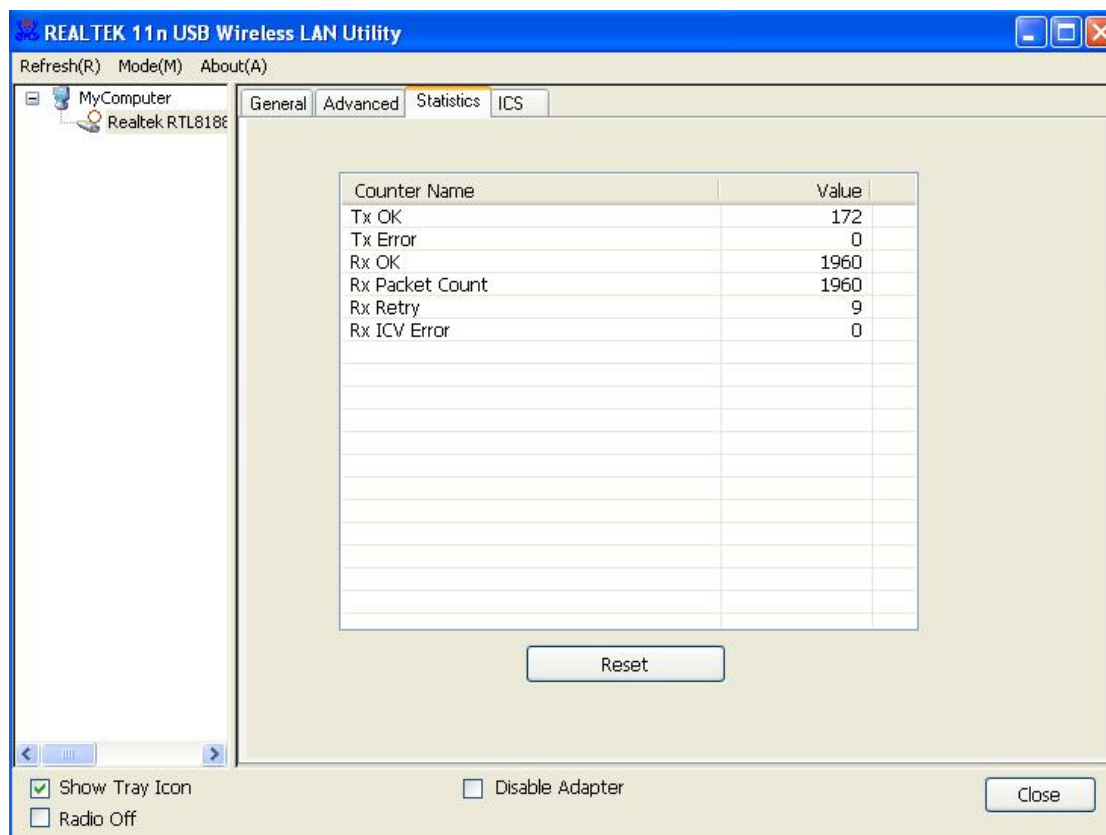 REALTEK 11n USB Wireless LAN Utility
Refresh(R) Mode(M) About(A)
MyComputer
Realtek RTL8188
General Advanced Statistics ICS
Counter Name Value
Tx OK 172
Tx Error 0
Rx OK 1960
Rx Packet Count 1960
Rx Retry 9
Rx ICV Error 0
Reset
Show Tray Icon Disable Adapter
Radio Off
Close